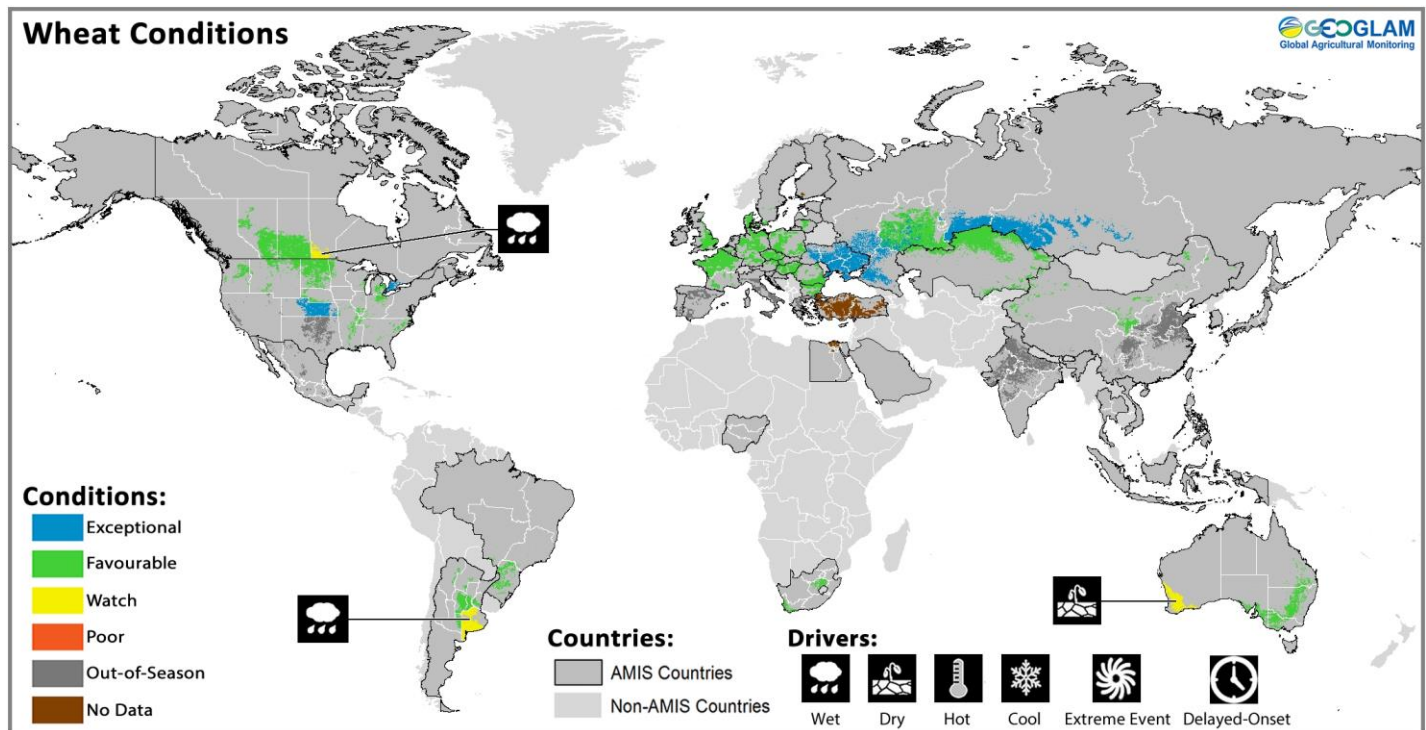 Wheat Conditions
GEOGLAM
Global Agricultural Monitoring
Conditions:
Exceptional
Favourable
Watch
Poor
Out-of-Season
No Data
Countries:
AMIS Countries
Non-AMIS Countries
Drivers:
Wet
Dry
Hot
Cool
Extreme Event
Delayed-Onset